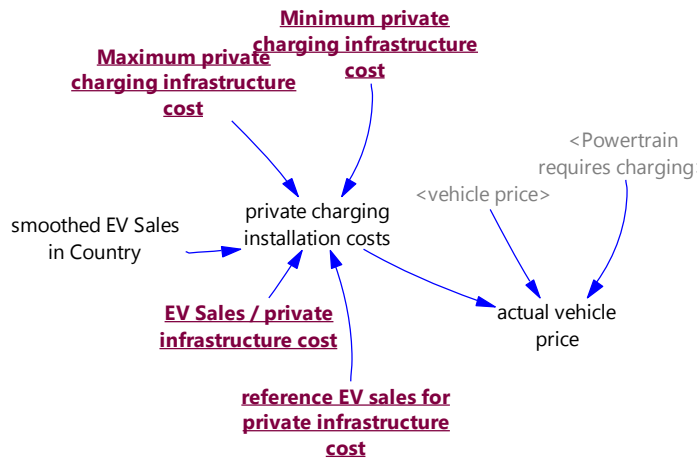 Minimum private
charging infrastructure
cost
Maximum private
charging infrastructure
cost
<Powertrain
requires charging>
<vehicle price>
private charging
installation costs
smoothed EV Sales
in Country
EV Sales / private
infrastructure cost
actual vehicle
price
reference EV sales for
private infrastructure
cost